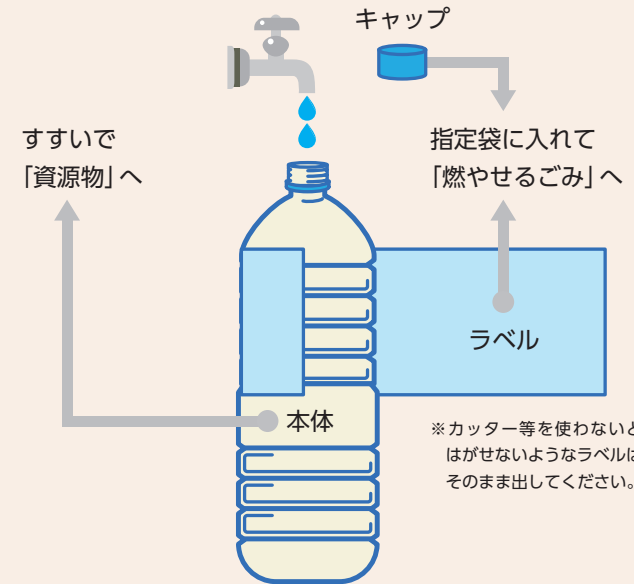 キャップ
すすいで
「資源物」へ
指定袋に入れて
「燃やせるごみ」へ
ラベル
本体
※カッター等を使わないと
はがせないようなラベルは
そのまま出してください。